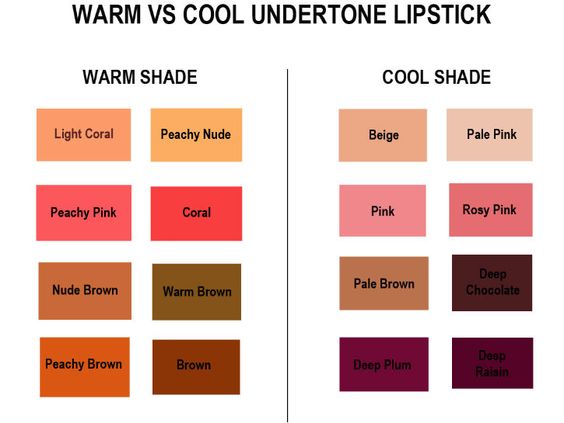 WARM VS COOL UNDERTONE LIPSTICK
WARM SHADE
Light Coral
Peachy Nude
Peachy Pink
Coral
Nude Brown
Warm Brown
Peachy Brown
Brown
COOL SHADE
Beige
Pale Pink
Pink
Rosy Pink
Pale Brown
Deep
Chocolate
Deep Plum
Deep
Raisin